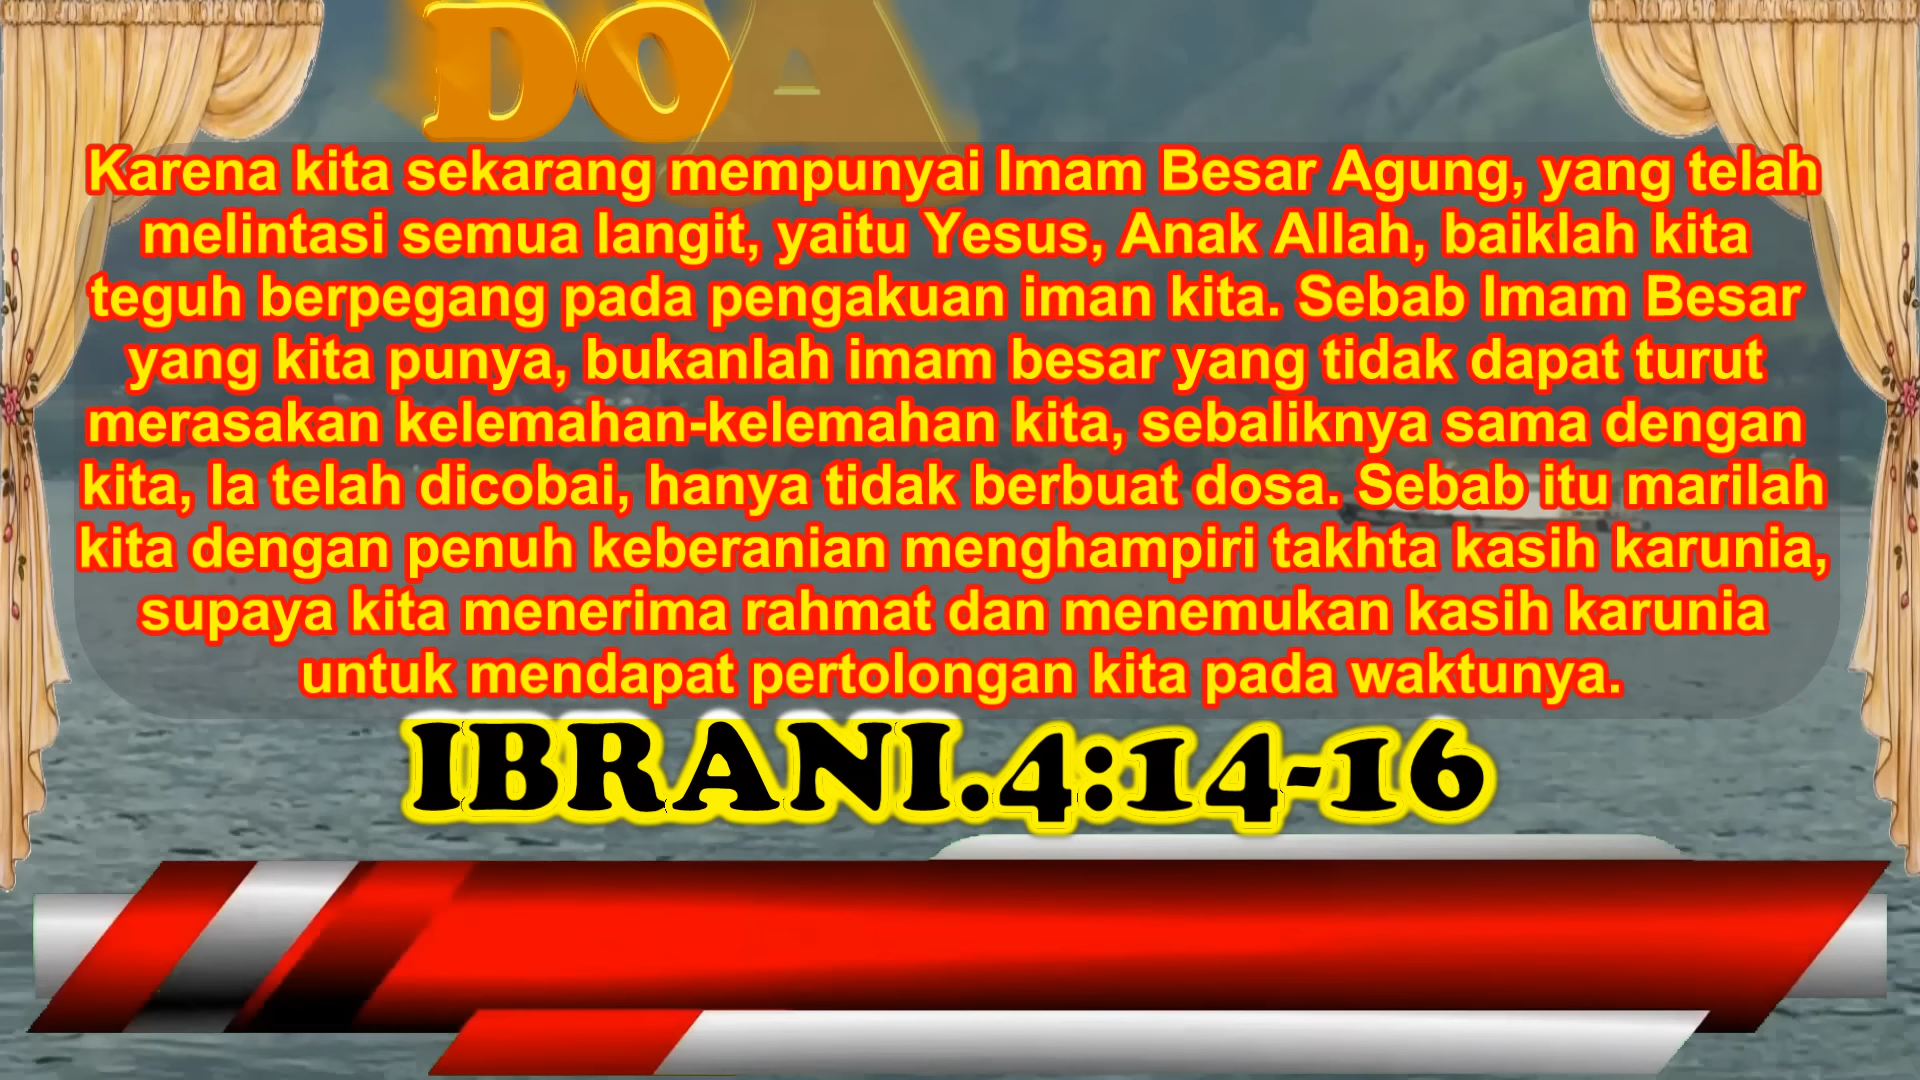 DOA
Karena kita sekarang mempunyai Imam Besar Agung, yang telah
melintasi semua langit, yaitu Yesus, Anak Allah, baiklah kita
teguh berpegang pada pengakuan iman kita. Sebab Imam Besar
yang kita punya, bukanlah imam besar yang tidak dapat turut
merasakan kelemahan-kelemahan kita, sebaliknya sama dengan
kita, Ia telah dicobai, hanya tidak berbuat dosa. Sebab itu marilah
kita dengan penuh keberanian menghampiri takhta kasih karunia,
supaya kita menerima rahmat dan menemukan kasih karunia
untuk mendapat pertolongan kita pada waktunya.
IBRANI.4:14-16